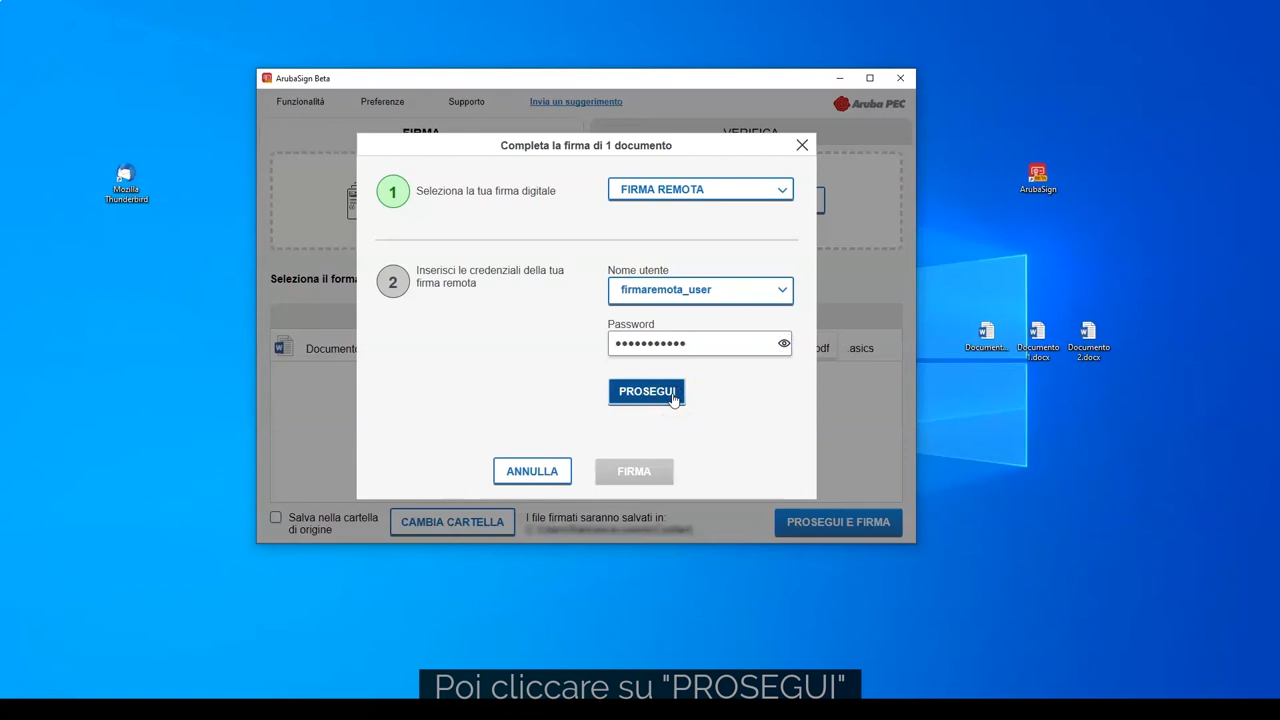 ArubaSign Beta
Funzionalità Preferenze Supporto Invia un suggerimento Aruba PEC
FIRMA VERIFICA
Completa la firma di 1 documento
1 Seleziona la tua firma digitale FIRMA REMOTA
2 Inserisci le credenziali della tua
firma remota
Nome utente
firmaremota_user
Password
•••••••••••
PROSEGUI
ANNULLA FIRMA
Seleziona il forma
Documento
pdf .asics
Salva nella cartella
di origine
CAMBIA CARTELLA
I file firmati saranno salvati in:
PROSEGUI E FIRMA
Mozilla
Thunderbird
ArubaSign
Document...
Documento
1.docx
Documento
2.docx
Poi cliccare su "PROSEGUI"